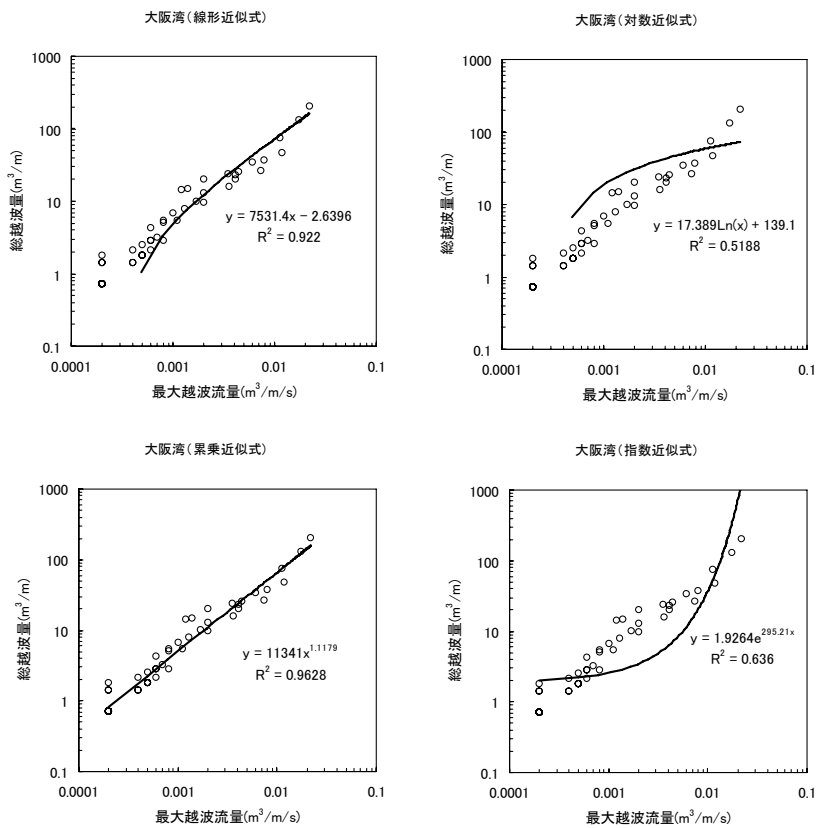 大阪湾(線形近似式)
1000
100
10
1
0.1
0.0001
0.001
0.01
0.1
総越波量(m³/m)
最大越波流量(m³/m/s)
y = 7531.4x − 2.6396
R² = 0.922
大阪湾(対数近似式)
1000
100
10
1
0.1
0.0001
0.001
0.01
0.1
総越波量(m³/m)
最大越波流量(m³/m/s)
y = 17.389Ln(x) + 139.1
R² = 0.5188
大阪湾(累乗近似式)
1000
100
10
1
0.1
0.0001
0.001
0.01
0.1
総越波量(m³/m)
最大越波流量(m³/m/s)
y = 11341x¹·¹¹⁷⁹
R² = 0.9628
大阪湾(指数近似式)
1000
100
10
1
0.1
0.0001
0.001
0.01
0.1
総越波量(m³/m)
最大越波流量(m³/m/s)
y = 1.9264e²⁹⁵·²¹ˣ
R² = 0.636